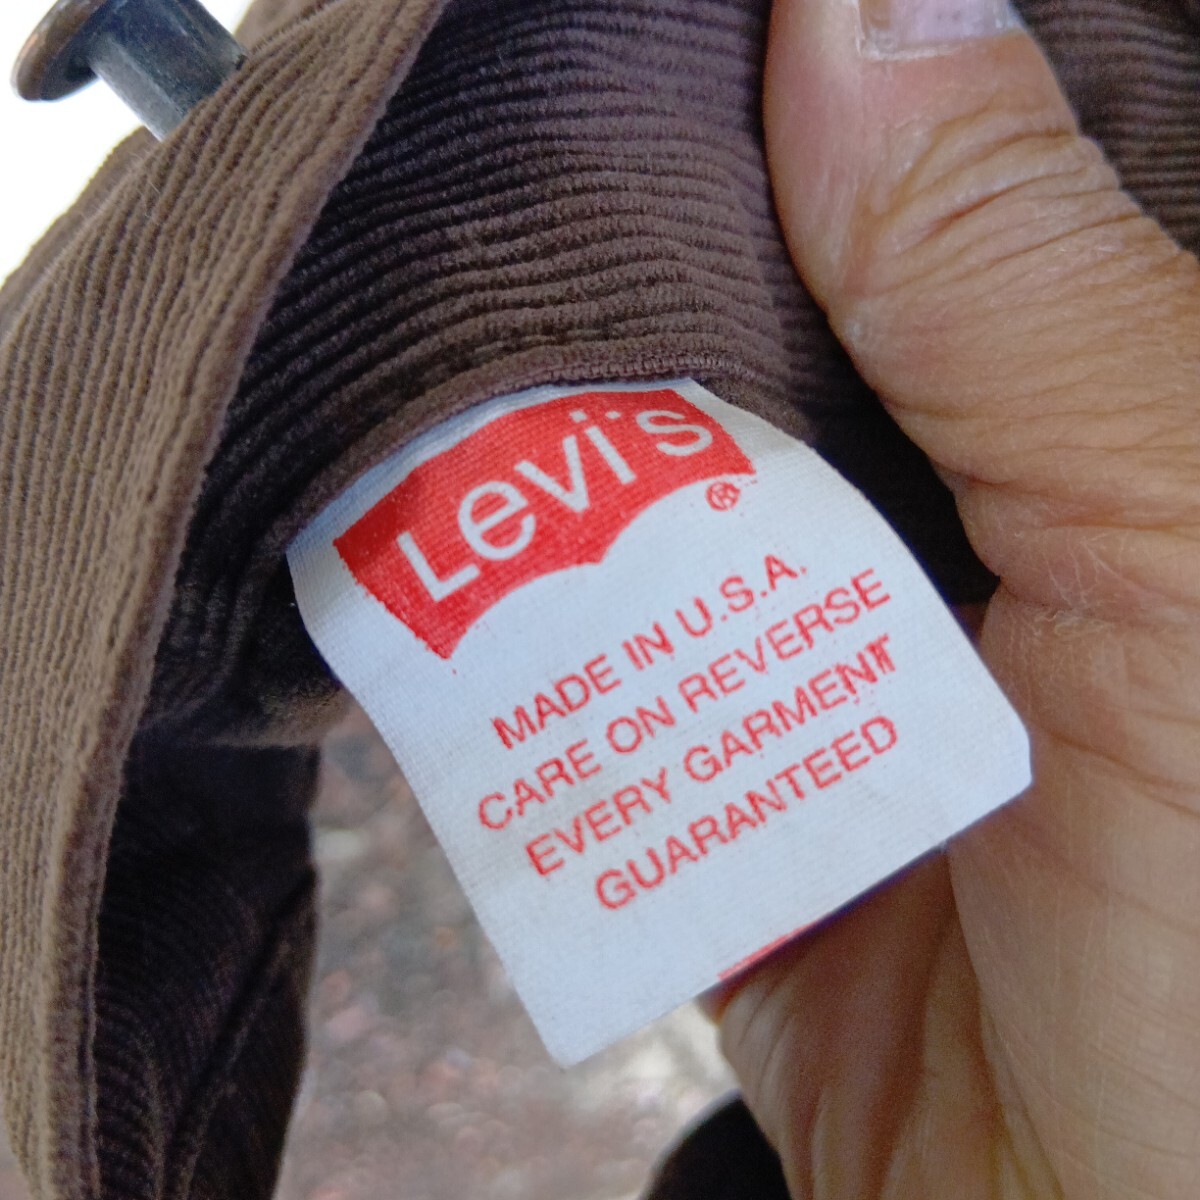 Levi's
®
MADE IN U.S.A.
CARE ON REVERSE
EVERY GARMENT
GUARANTEED